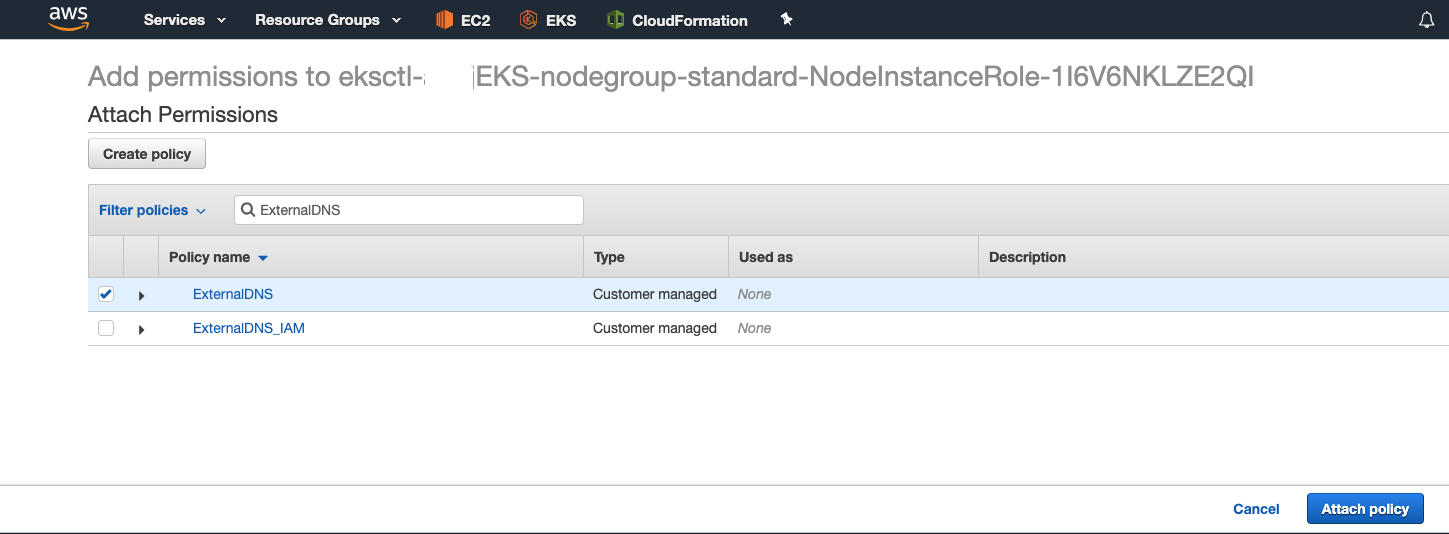 aws Services Resource Groups EC2 EKS CloudFormation
Add permissions to eksctl- EKS-nodegroup-standard-NodeInstanceRole-1I6V6NKLZE2QI
Attach Permissions
Create policy
Filter policies ExternalDNS
Policy name Type Used as Description
ExternalDNS Customer managed None
ExternalDNS_IAM Customer managed None
Cancel Attach policy